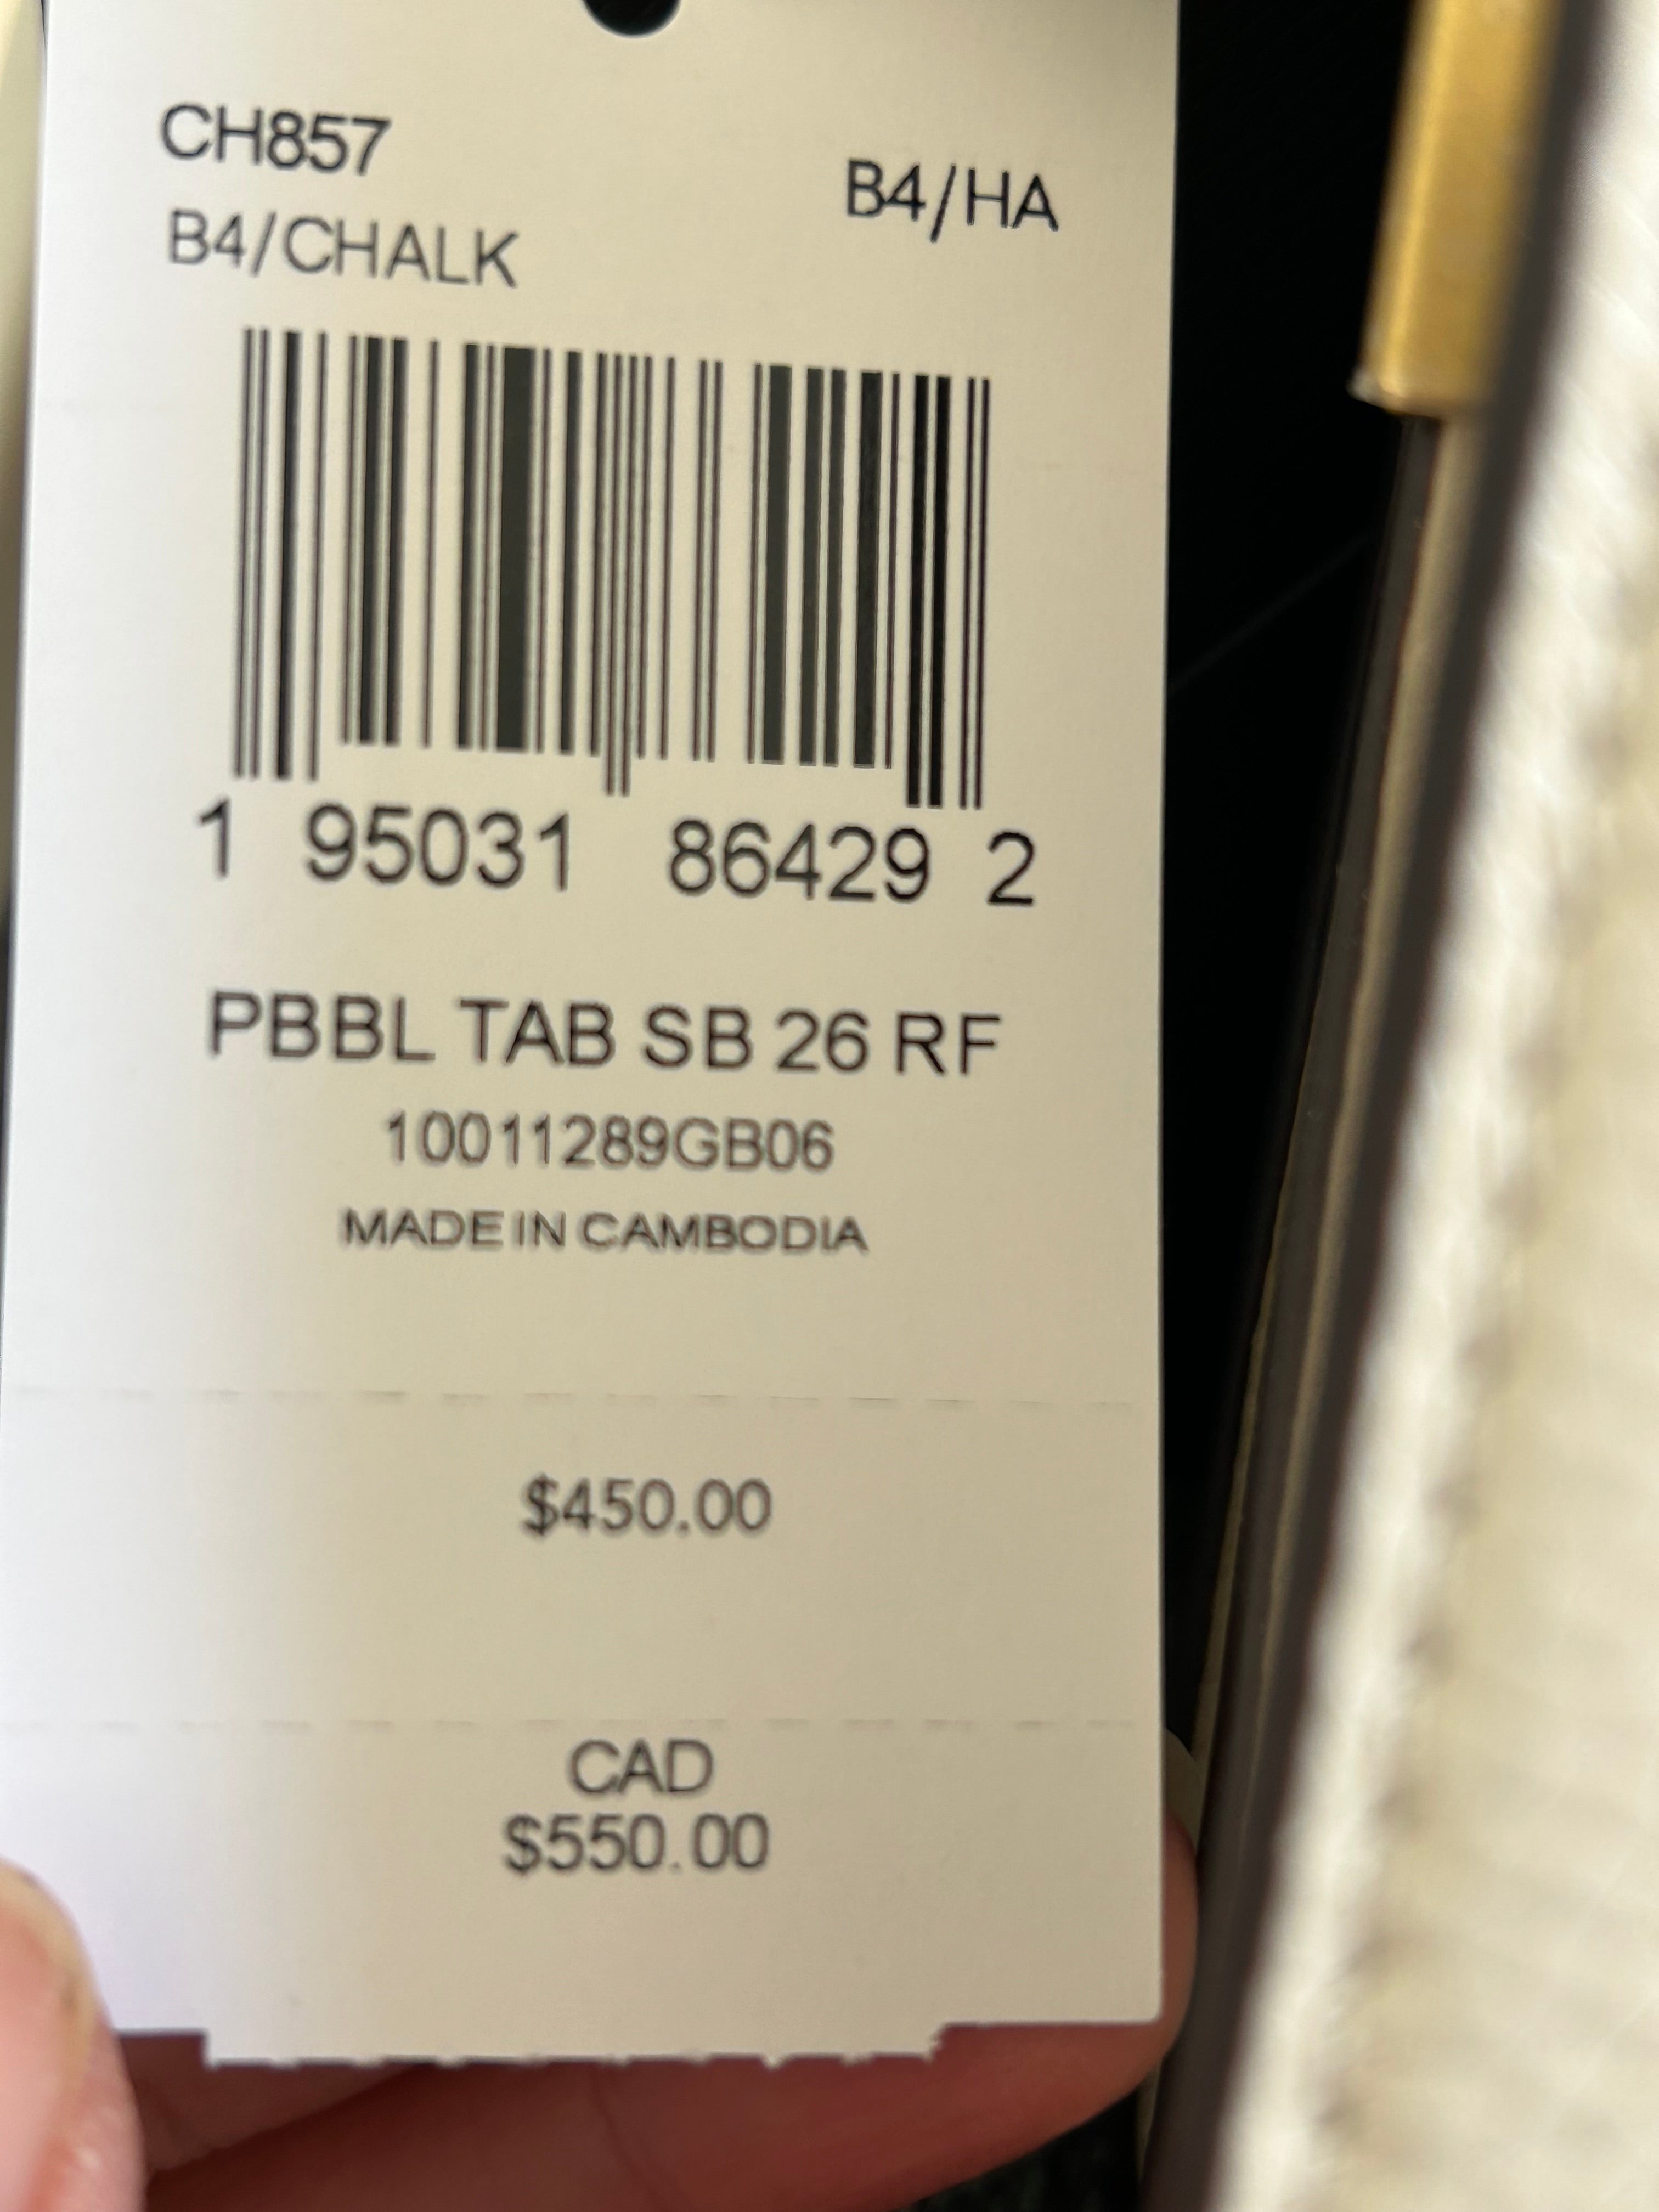 CH857
B4/HA
B4/CHALK
1 95031 86429 2
PBBL TAB SB 26 RF
10011289GB06
MADE IN CAMBODIA
$450.00
CAD
$550.00